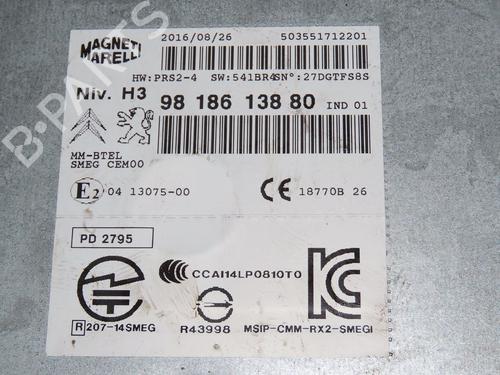 MAGNETI MARELLI
2016/08/26 503551712201
HW:PRS2-4 SW:541BR4SN°:27DGTFS8S
Niv. H3 98 186 138 80 IND 01
MM-BTEL
SMEG CEM00
E2 04 13075-00 CE 18770B 26
PD 2795
CCAI14LP0810T0
R 207-14SMEG R43998 MSIP-CMM-RX2-SMEGI
B-PARTS